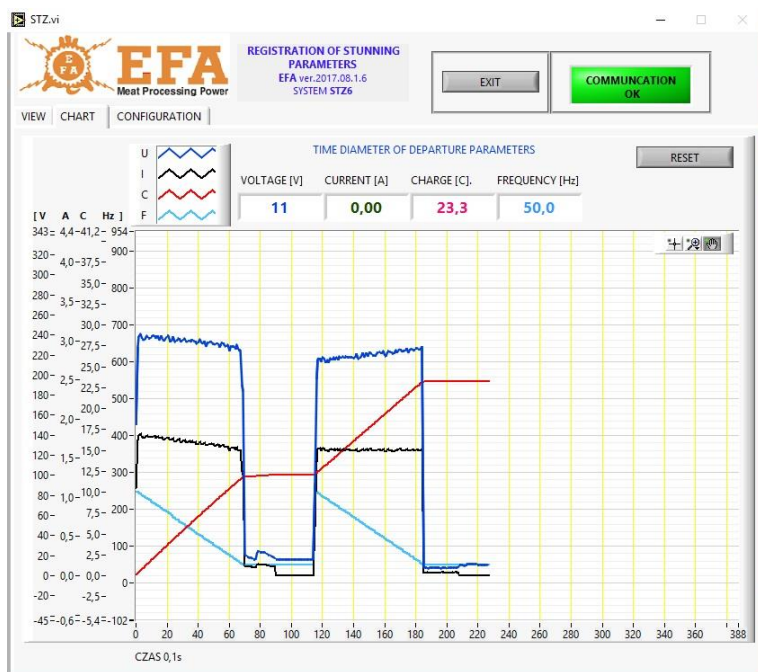 STZ.vi
EFA
EFA
Meat Processing Power
REGISTRATION OF STUNNING
PARAMETERS
EFA ver.2017.08.1.6
SYSTEM STZ6
EXIT
COMMUNCATION
OK
VIEW CHART CONFIGURATION
TIME DIAMETER OF DEPARTURE PARAMETERS
RESET
U
I
C
F
VOLTAGE [V] CURRENT [A] CHARGE [C]. FREQUENCY [Hz]
11 0,00 23,3 50,0
[ V A C Hz ]
343 4,4 41,2 954
320 900
4,0 37,5
300 35,0 800
280 3,5 32,5
260 30,0 700
240 3,0 27,5
220 25,0 600
200 2,5 22,5
180 20,0 500
160 2,0
140 17,5 400
120 1,5 15,0
100 12,5 300
80 1,0 10,0
60 7,5 200
40 0,5 5,0
20 2,5 100
0 0,0 0,0 0
-20 -2,5
-45 -0,6 -5,4 -102
0 20 40 60 80 100 120 140 160 180 200 220 240 260 280 300 320 340 360 388
CZAS 0,1s